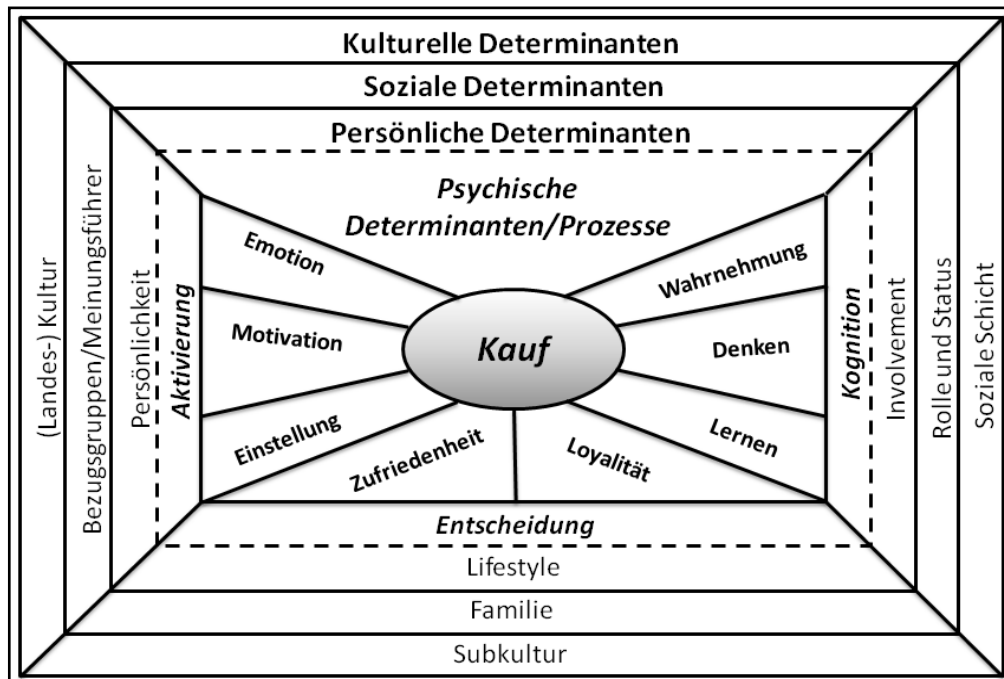 Kulturelle Determinanten
Soziale Determinanten
Persönliche Determinanten
Psychische
Determinanten/Prozesse
(Landes-) Kultur
Bezugsgruppen/Meinungsführer
Persönlichkeit
Aktivierung
Emotion
Motivation
Einstellung
Kauf
Zufriedenheit
Loyalität
Wahrnehmung
Denken
Lernen
Kognition
Involvement
Rolle und Status
Soziale Schicht
Entscheidung
Lifestyle
Familie
Subkultur